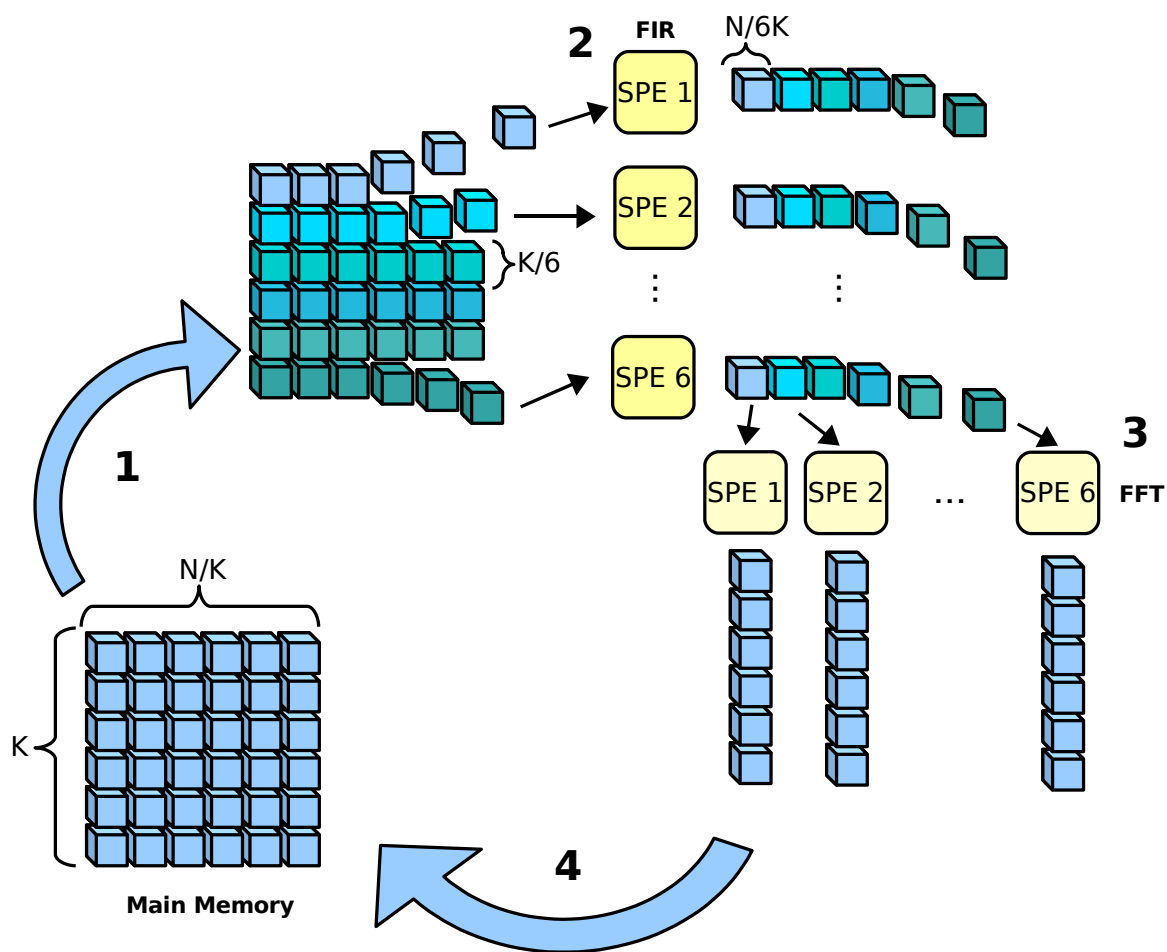 2
FIR
N/6K
SPE 1
SPE 2
K/6
⋮
⋮
SPE 6
1
3
SPE 1
SPE 2
...
SPE 6
FFT
N/K
K
4
Main Memory